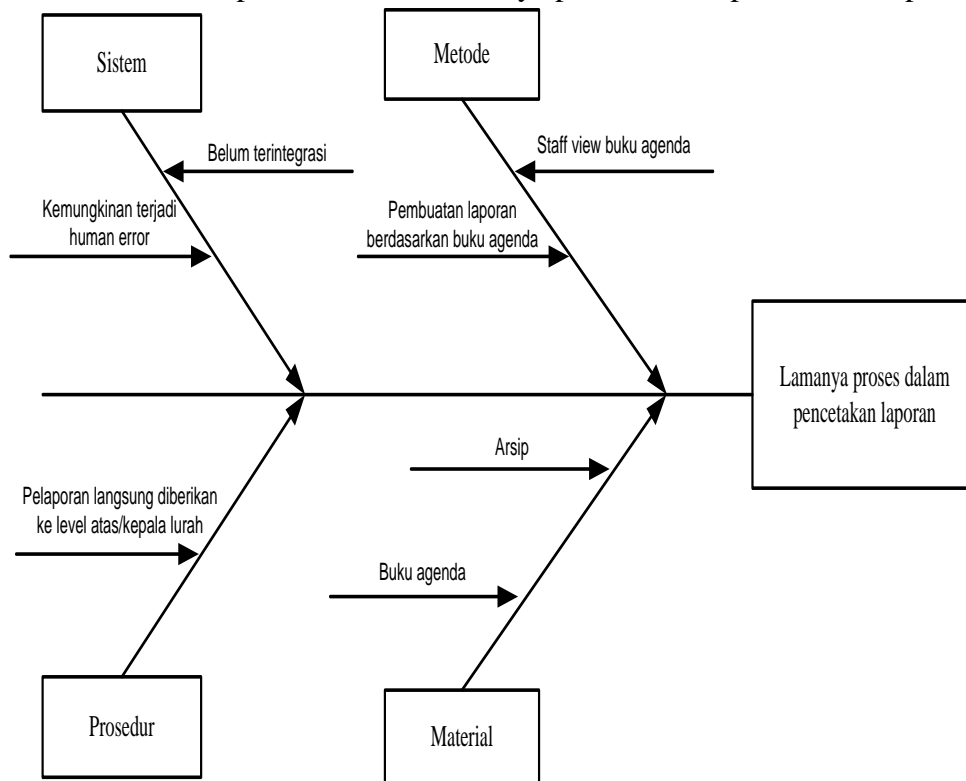 Sistem
Metode
Belum terintegrasi
Staff view buku agenda
Kemungkinan terjadi
human error
Pembuatan laporan
berdasarkan buku agenda
Lamanya proses dalam
pencetakan laporan
Arsip
Pelaporan langsung diberikan
ke level atas/kepala lurah
Buku agenda
Prosedur
Material